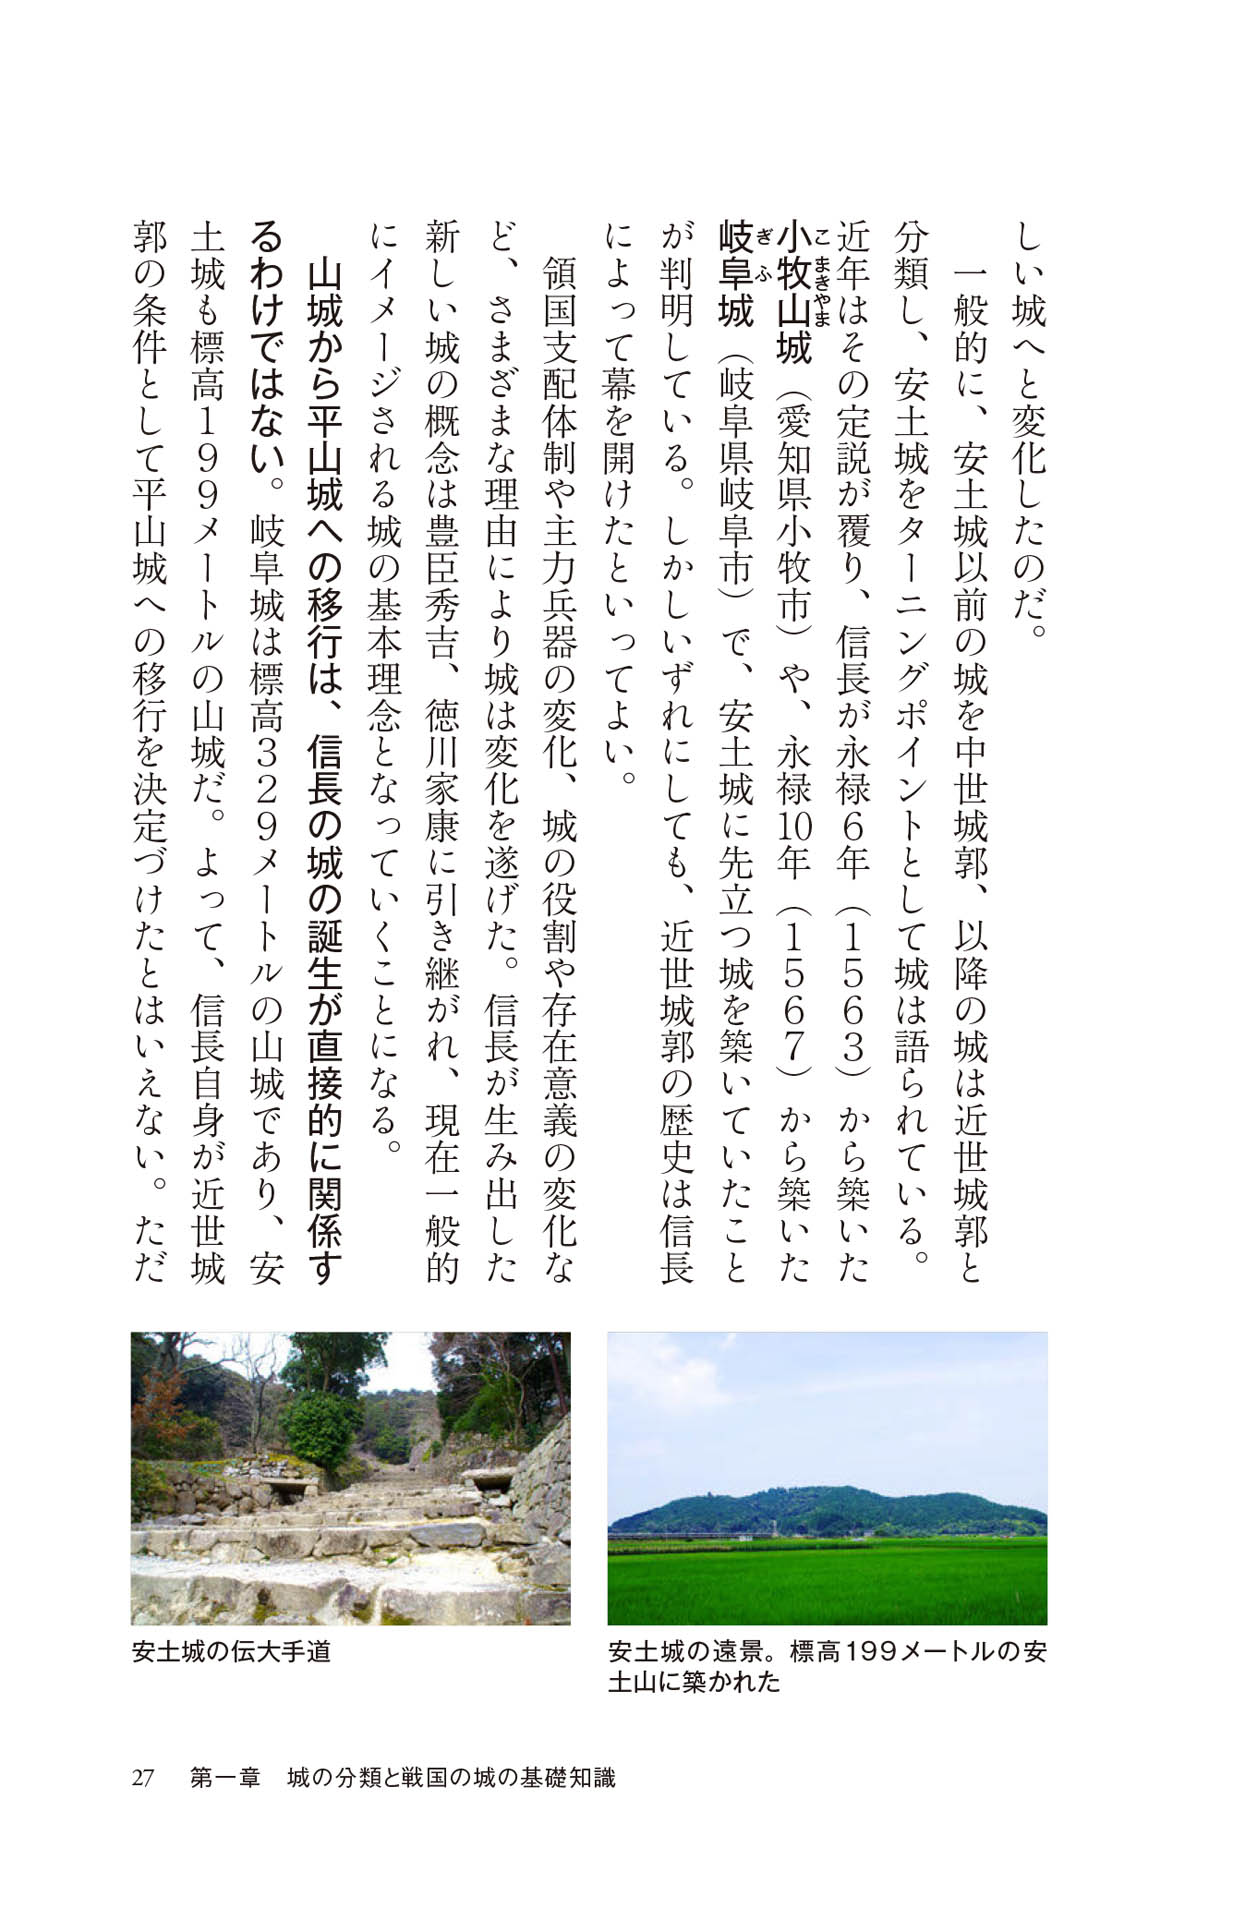 しい城へと変化したのだ。
一般的に、安土城以前の城を中世城郭、以降の城は近世城郭と
分類し、安土城をターニングポイントとして城は語られている。
近年はその定説が覆り、信長が永禄6年（1563）から築いた
小牧山城（愛知県小牧市）や、永禄10年（1567）から築いた
こまきやま
岐阜城（岐阜県岐阜市）で、安土城に先立つ城を築いていたこと
ぎふ
が判明している。しかしいずれにしても、近世城郭の歴史は信長
によって幕を開けたといってよい。
領国支配体制や主力兵器の変化、城の役割や存在意義の変化な
ど、さまざまな理由により城は変化を遂げた。信長が生み出した
新しい城の概念は豊臣秀吉、徳川家康に引き継がれ、現在一般的
にイメージされる城の基本理念となっていくことになる。
山城から平山城への移行は、信長の城の誕生が直接的に関係す
るわけではない。岐阜城は標高329メートルの山城であり、安
土城も標高199メートルの山城だ。よって、信長自身が近世城
郭の条件として平山城への移行を決定づけたとはいえない。ただ
安土城の遠景。標高199メートルの安
土山に築かれた
安土城の伝大手道
27 第一章 城の分類と戦国の城の基礎知識